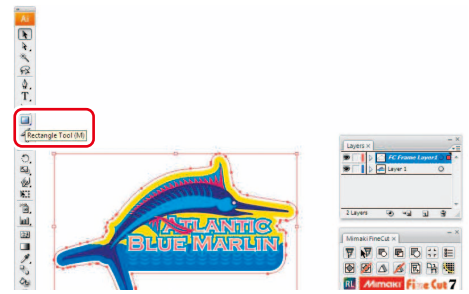 Ai
T
Rectangle Tool (M)
Layers ×
FC Frame Layer1
Layer 1
2 Layers
ATLANTIC
BLUE MARLIN
Mimaki FineCut ×
RL Mimaki Fine Cut 7